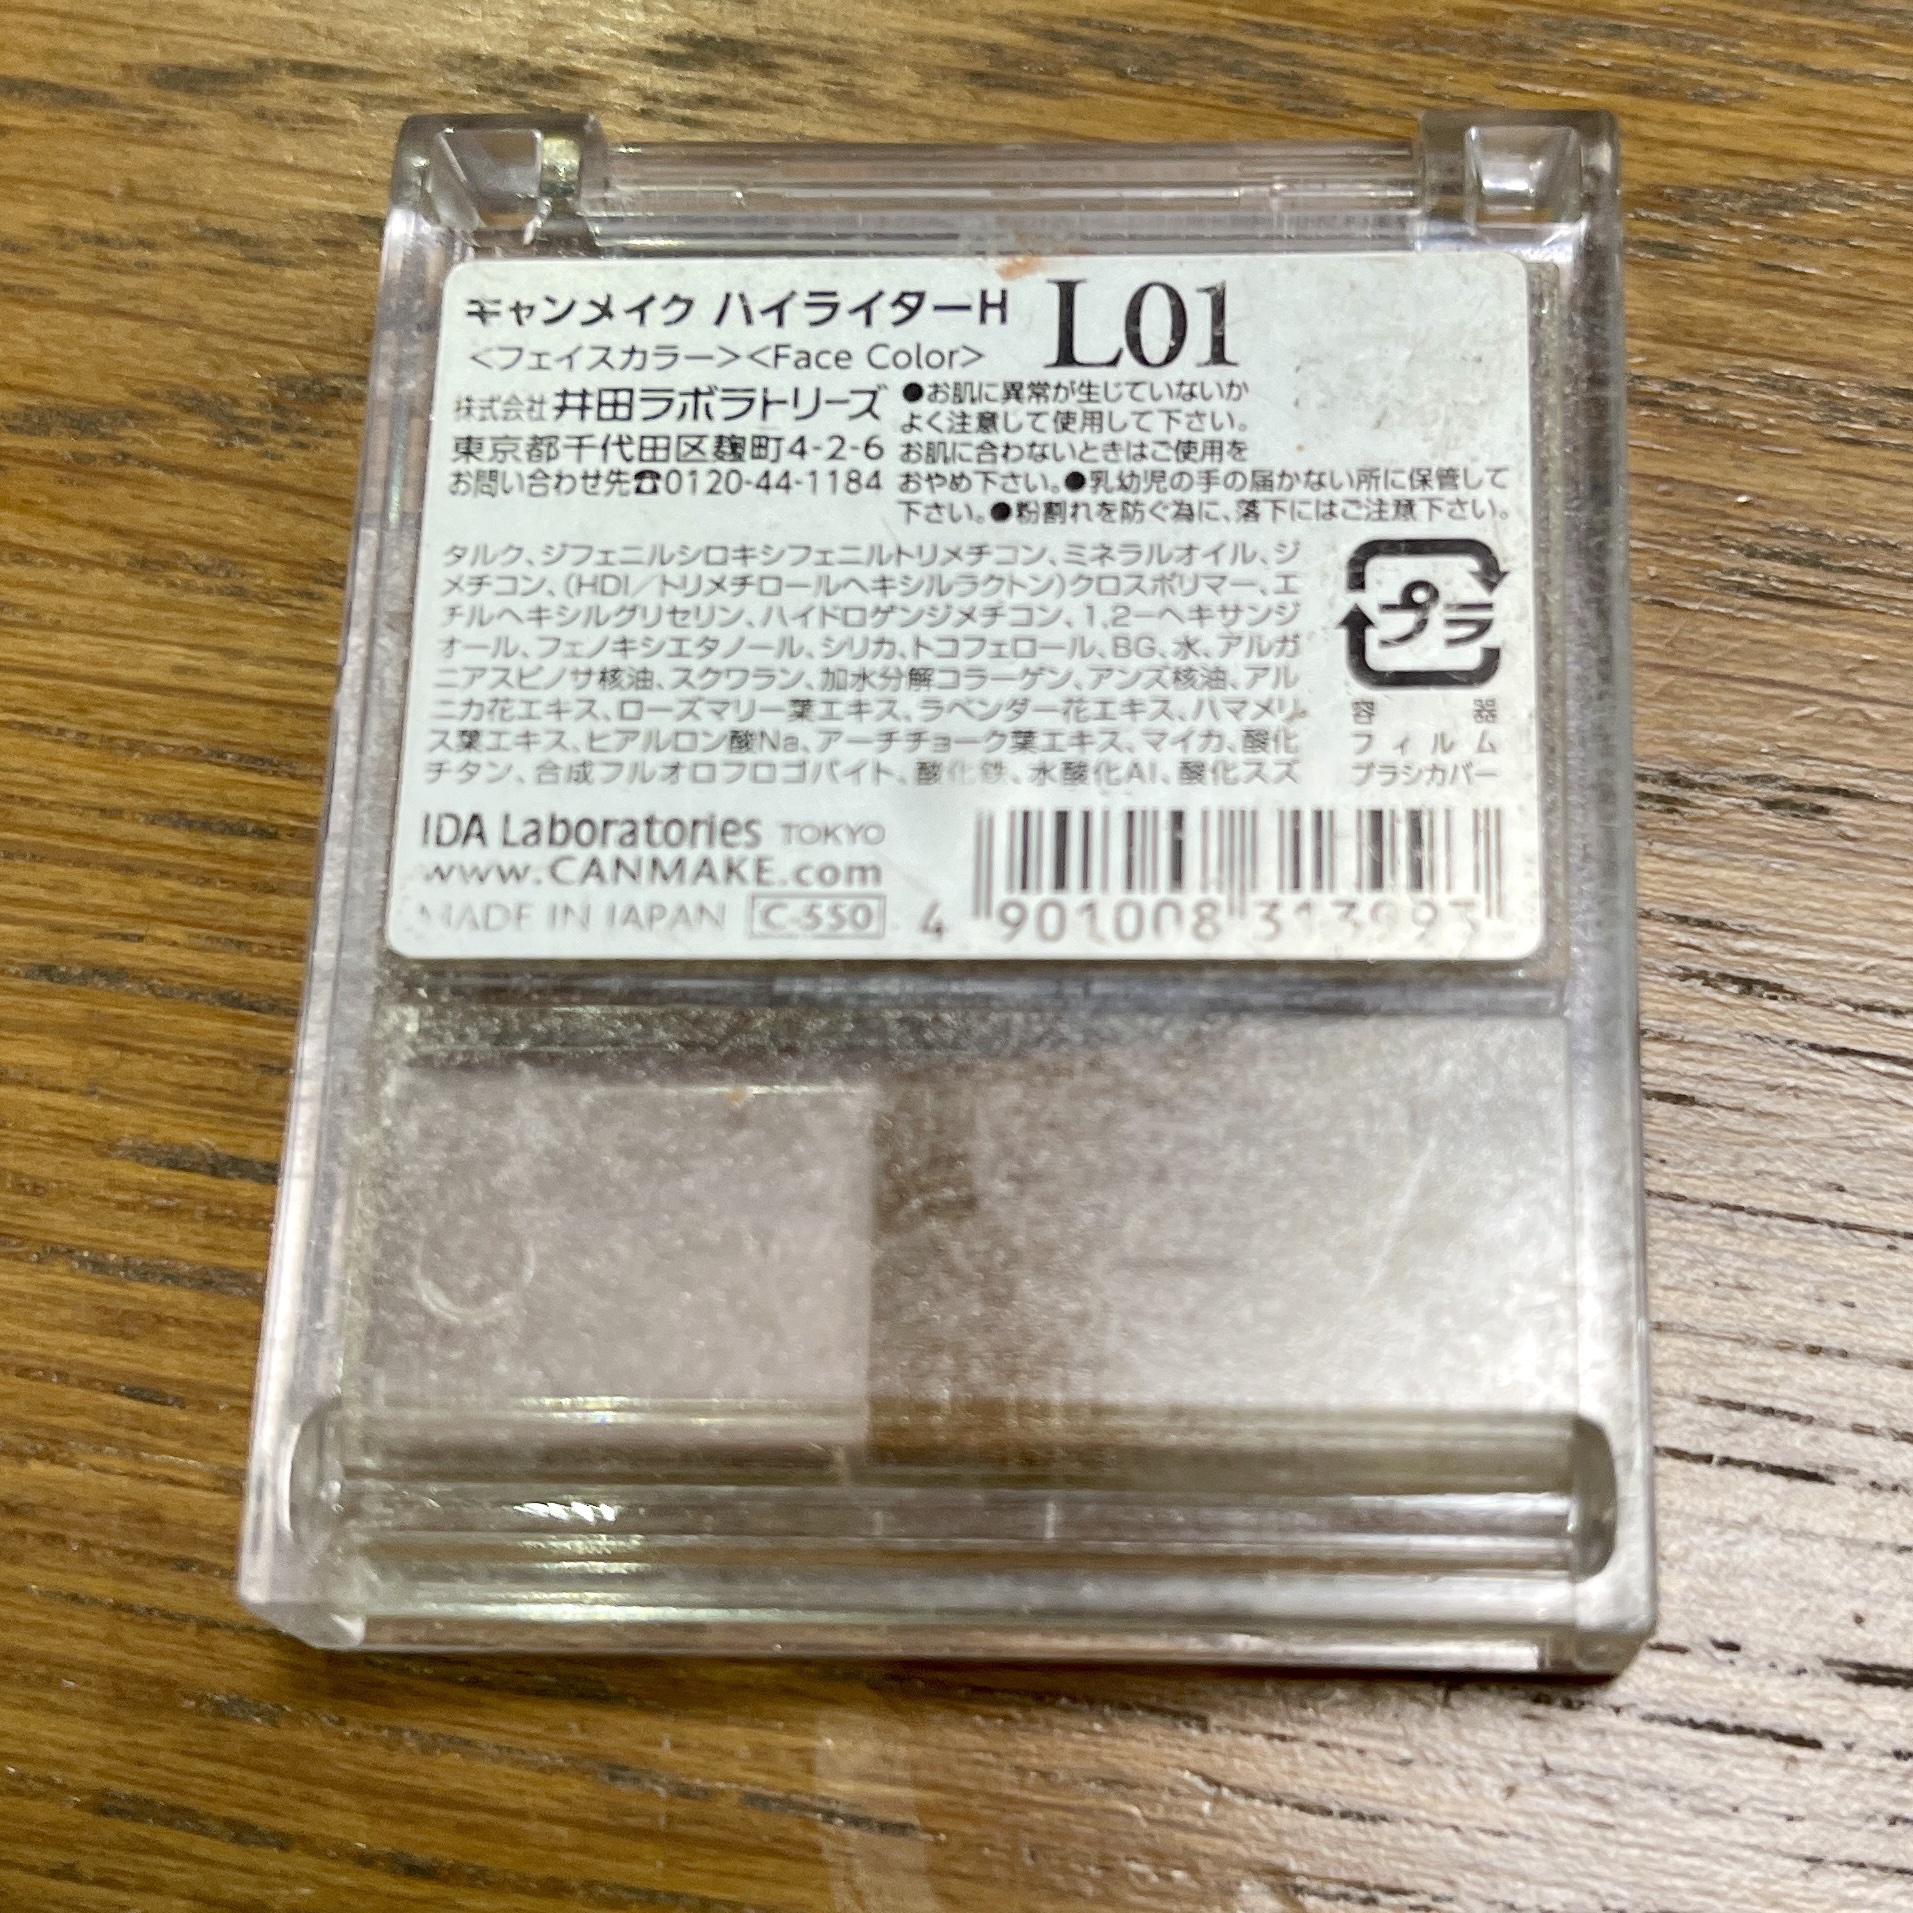 キャンメイク ハイライターH L01
<フェイスカラー><Face Color>
株式会社 井田ラボラトリーズ
東京都千代田区麹町4-2-6
お問い合わせ先☎0120-44-1184
●お肌に異常が生じていないか
よく注意して使用して下さい。
お肌に合わないときはご使用を
おやめ下さい。●乳幼児の手の届かない所に保管して
下さい。●粉割れを防ぐ為に、落下にはご注意下さい。
タルク、ジフェニルシロキシフェニルトリメチコン、ミネラルオイル、ジ
メチコン、(HDI/トリメチロールヘキシルラクトン)クロスポリマー、エ
チルヘキシルグリセリン、ハイドロゲンジメチコン、1,2-ヘキサンジ
オール、フェノキシエタノール、シリカ、トコフェロール、BG、水、アルガ
ニアスピノサ核油、スクワラン、加水分解コラーゲン、アンズ核油、アル
ニカ花エキス、ローズマリー葉エキス、ラベンダー花エキス、ハマメリ
ス葉エキス、ヒアルロン酸Na、アーチチョーク葉エキス、マイカ、酸化
チタン、合成フルオロフロゴパイト、酸化鉄、水酸化Al、酸化スズ
プラ
容器
フィルム
ブラシカバー
IDA Laboratories TOKYO
www.CANMAKE.com
MADE IN JAPAN C-550
4 901008 313993